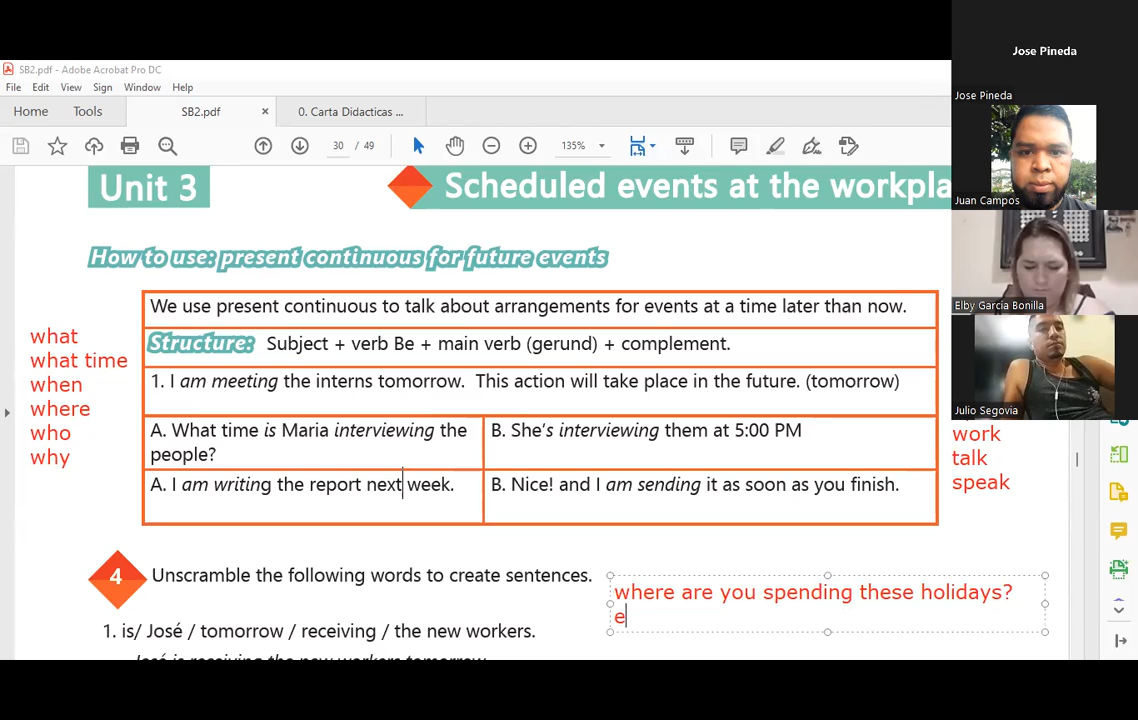 SB2.pdf - Adobe Acrobat Pro DC
File Edit View Sign Window Help
Home Tools SB2.pdf × 0. Carta Didacticas ...
30 / 49 135%
Unit 3
Scheduled events at the workpla
How to use: present continuous for future events
We use present continuous to talk about arrangements for events at a time later than now.
Structure: Subject + verb Be + main verb (gerund) + complement.
1. I am meeting the interns tomorrow. This action will take place in the future. (tomorrow)
A. What time is Maria interviewing the
people?
B. She's interviewing them at 5:00 PM
A. I am writing the report next week.
B. Nice! and I am sending it as soon as you finish.
what
what time
when
where
who
why
work
talk
speak
4 Unscramble the following words to create sentences.
where are you spending these holidays?
e
1. is/ José / tomorrow / receiving / the new workers.
José is receiving the new workers tomorrow
Jose Pineda
Jose Pineda
Juan Campos
Elby Garcia Bonilla
Julio Segovia